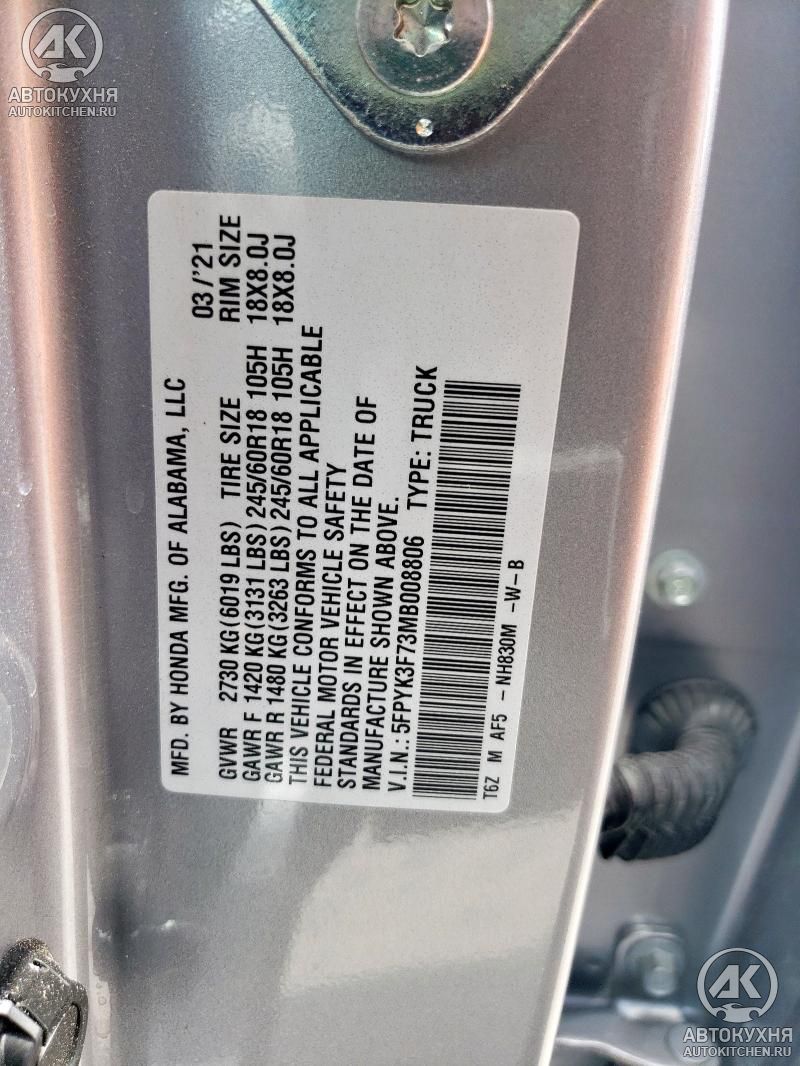 АК
АВТОКУХНЯ
AUTOKITCHEN.RU
MFD. BY HONDA MFG. OF ALABAMA, LLC 03/'21
GVWR 2730 KG(6019 LBS) TIRE SIZE RIM SIZE
GAWR F 1420 KG(3131 LBS)245/60R18 105H 18X8.0J
GAWR R 1480 KG(3263 LBS)245/60R18 105H 18X8.0J
THIS VEHICLE CONFORMS TO ALL APPLICABLE
FEDERAL MOTOR VEHICLE SAFETY
STANDARDS IN EFFECT ON THE DATE OF
MANUFACTURE SHOWN ABOVE.
V.I.N.: 5FPYK3F73MB008806 TYPE: TRUCK
T6Z M AF5 - NH830M -W-B
АК
АВТОКУХНЯ
AUTOKITCHEN.RU